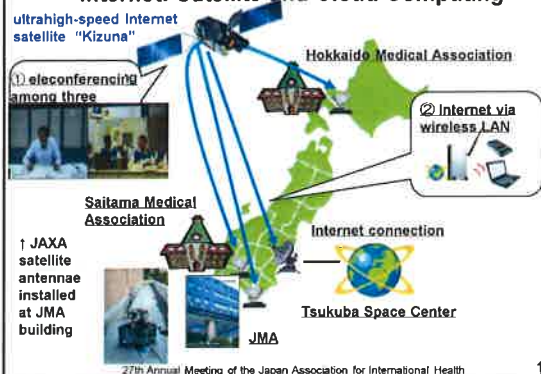 ultrahigh-speed Internet
satellite "Kizuna"
① eleconferencing
among three
Hokkaido Medical Association
② Internet via
wireless LAN
Saitama Medical
Association
Internet connection
↑ JAXA
satellite
antennae
installed
at JMA
building
JMA
Tsukuba Space Center
27th Annual Meeting of the Japan Association for International Health